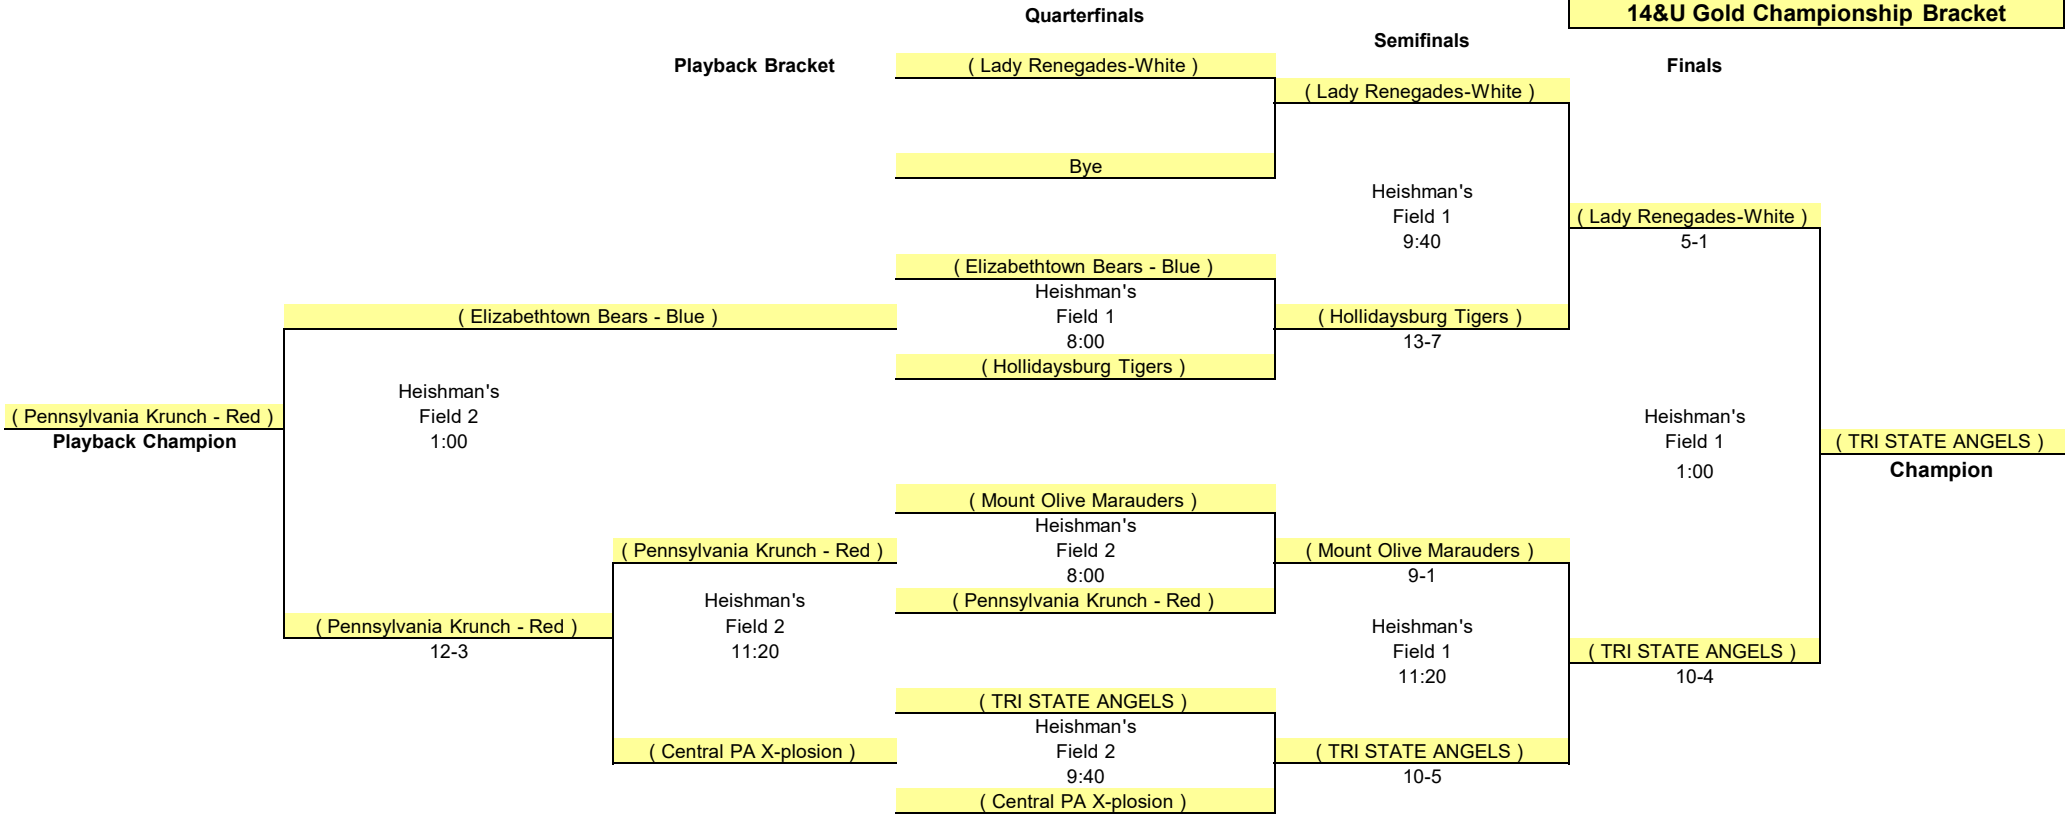 Quarterfinals
14&U Gold Championship Bracket
Semifinals
Playback Bracket
( Lady Renegades-White )
Finals
( Lady Renegades-White )
Bye
Heishman's
Field 1
9:40
( Lady Renegades-White )
5-1
( Elizabethtown Bears - Blue )
Heishman's
Field 1
8:00
( Hollidaysburg Tigers )
( Elizabethtown Bears - Blue )
( Hollidaysburg Tigers )
13-7
Heishman's
Field 2
1:00
( Pennsylvania Krunch - Red )
Playback Champion
Heishman's
Field 1
1:00
( TRI STATE ANGELS )
Champion
( Mount Olive Marauders )
Heishman's
Field 2
8:00
( Pennsylvania Krunch - Red )
( Pennsylvania Krunch - Red )
( Mount Olive Marauders )
9-1
Heishman's
Field 2
11:20
( Pennsylvania Krunch - Red )
12-3
Heishman's
Field 1
11:20
( TRI STATE ANGELS )
10-4
( TRI STATE ANGELS )
Heishman's
Field 2
9:40
( Central PA X-plosion )
( Central PA X-plosion )
( TRI STATE ANGELS )
10-5